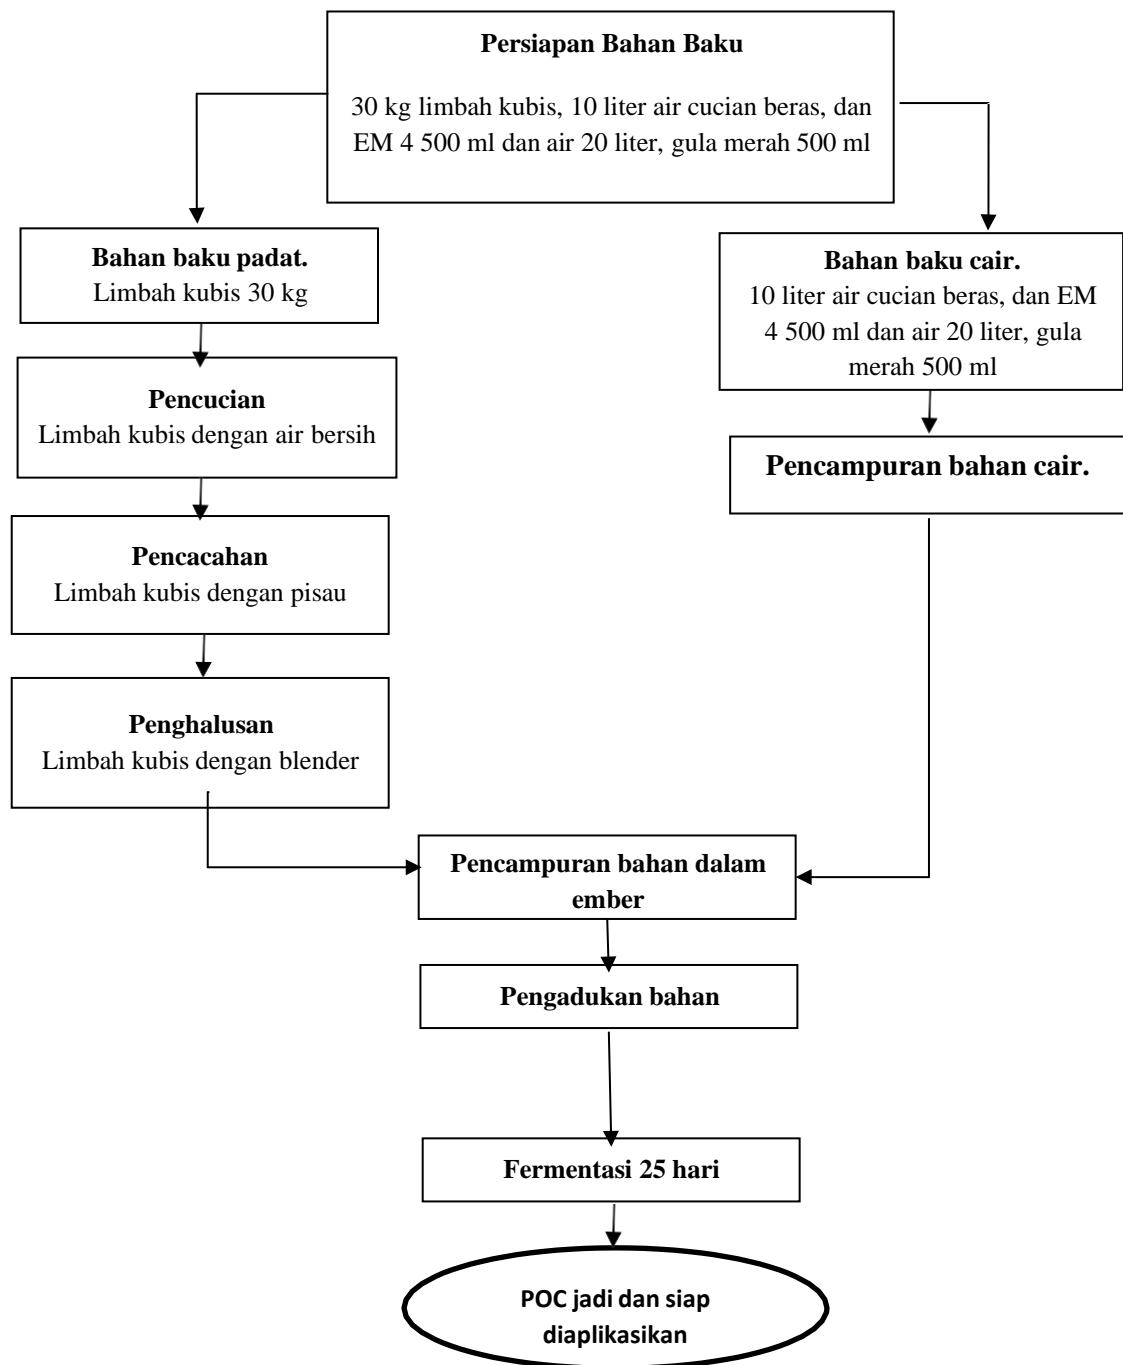 Persiapan Bahan Baku
30 kg limbah kubis, 10 liter air cucian beras, dan
EM 4 500 ml dan air 20 liter, gula merah 500 ml
Bahan baku padat.
Limbah kubis 30 kg
Bahan baku cair.
10 liter air cucian beras, dan EM
4 500 ml dan air 20 liter, gula
merah 500 ml
Pencucian
Limbah kubis dengan air bersih
Pencampuran bahan cair.
Pencacahan
Limbah kubis dengan pisau
Penghalusan
Limbah kubis dengan blender
Pencampuran bahan dalam
ember
Pengadukan bahan
Fermentasi 25 hari
POC jadi dan siap
diaplikasikan